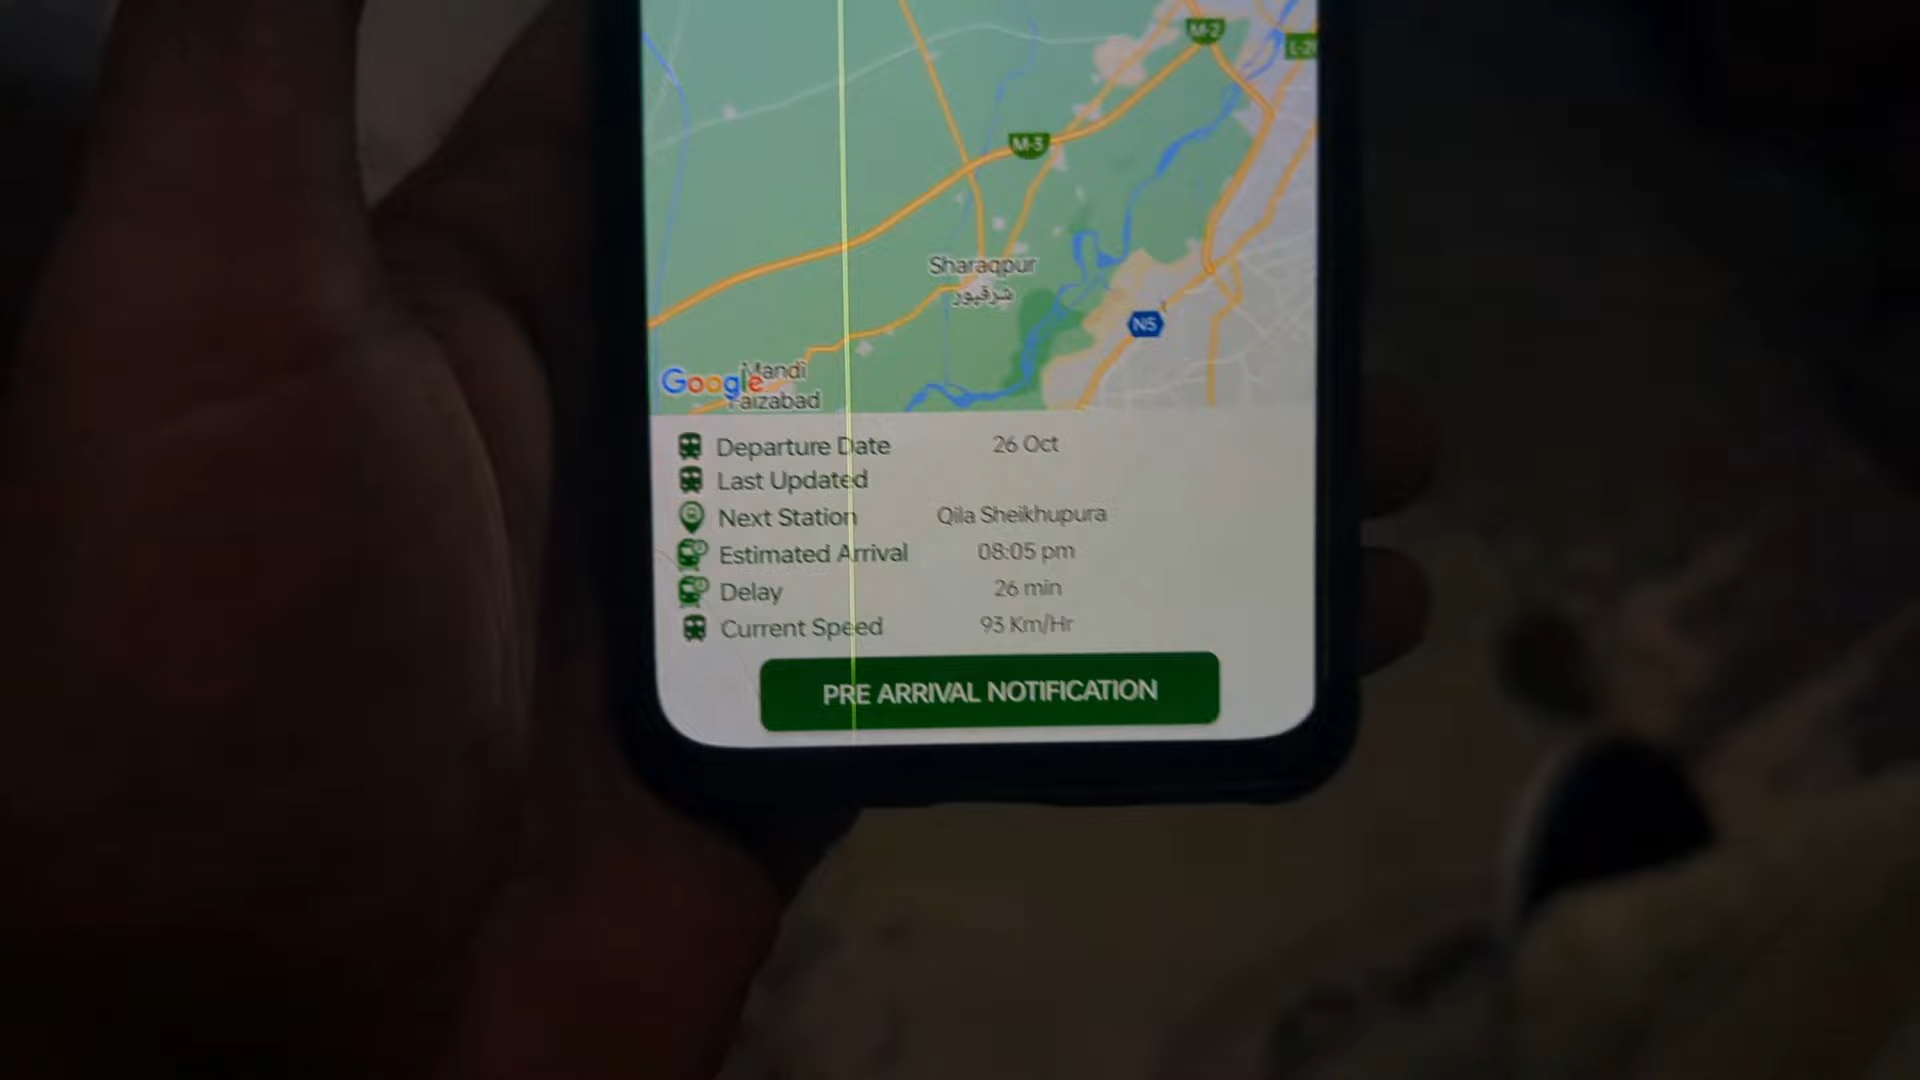 M-2
L-20
M-3
Sharaqpur
شرقپور
N5
Google
Mandi
Faizabad
Departure Date 26 Oct
Last Updated
Next Station Qila Sheikhupura
Estimated Arrival 08:05 pm
Delay 26 min
Current Speed 93 Km/Hr
PRE ARRIVAL NOTIFICATION